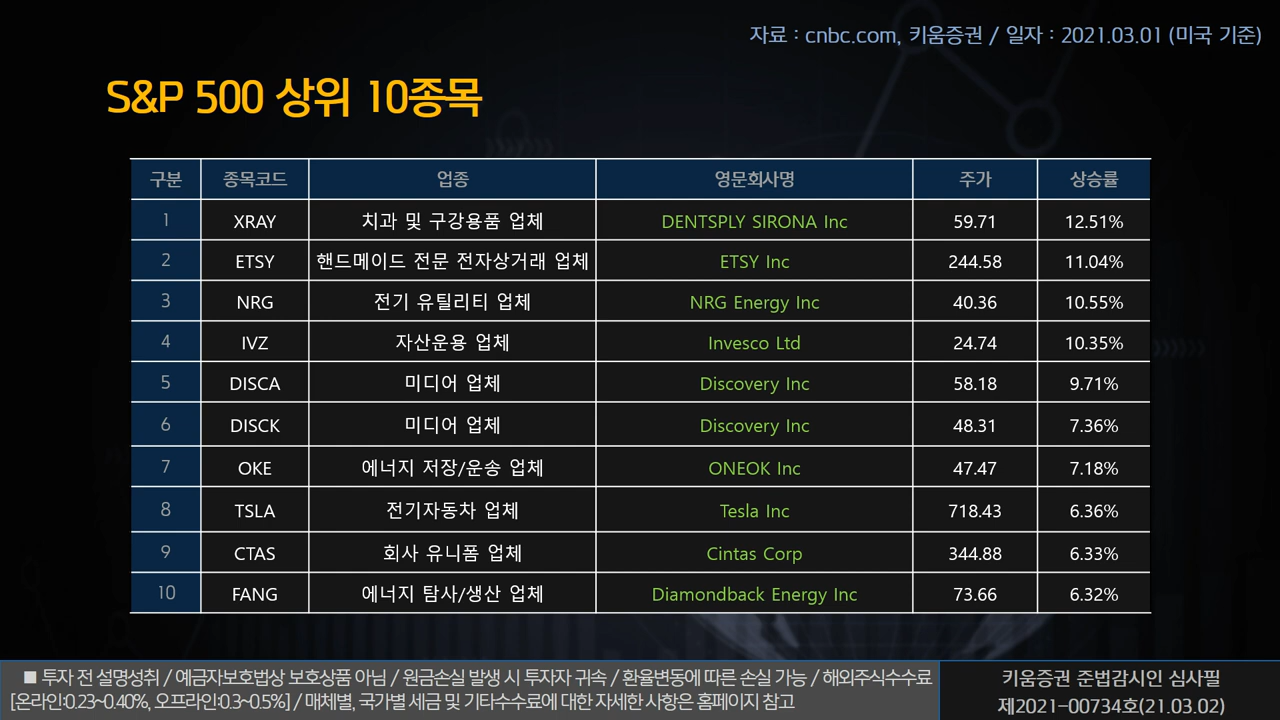 자료 : cnbc.com, 키움증권 / 일자 : 2021.03.01 (미국 기준)
S&P 500 상위 10종목
구분 종목코드 업종 영문회사명 주가 상승률
1 XRAY 치과 및 구강용품 업체 DENTSPLY SIRONA Inc 59.71 12.51%
2 ETSY 핸드메이드 전문 전자상거래 업체 ETSY Inc 244.58 11.04%
3 NRG 전기 유틸리티 업체 NRG Energy Inc 40.36 10.55%
4 IVZ 자산운용 업체 Invesco Ltd 24.74 10.35%
5 DISCA 미디어 업체 Discovery Inc 58.18 9.71%
6 DISCK 미디어 업체 Discovery Inc 48.31 7.36%
7 OKE 에너지 저장/운송 업체 ONEOK Inc 47.47 7.18%
8 TSLA 전기자동차 업체 Tesla Inc 718.43 6.36%
9 CTAS 회사 유니폼 업체 Cintas Corp 344.88 6.33%
10 FANG 에너지 탐사/생산 업체 Diamondback Energy Inc 73.66 6.32%
■ 투자 전 설명성취 / 예금자보호법상 보호상품 아님 / 원금손실 발생 시 투자자 귀속 / 환율변동에 따른 손실 가능 / 해외주식수수료
[온라인:0.23~0.40%, 오프라인:0.3~0.5%] / 매체별, 국가별 세금 및 기타수수료에 대한 자세한 사항은 홈페이지 참고
키움증권 준법감시인 심사필
제2021-00734호(21.03.02)